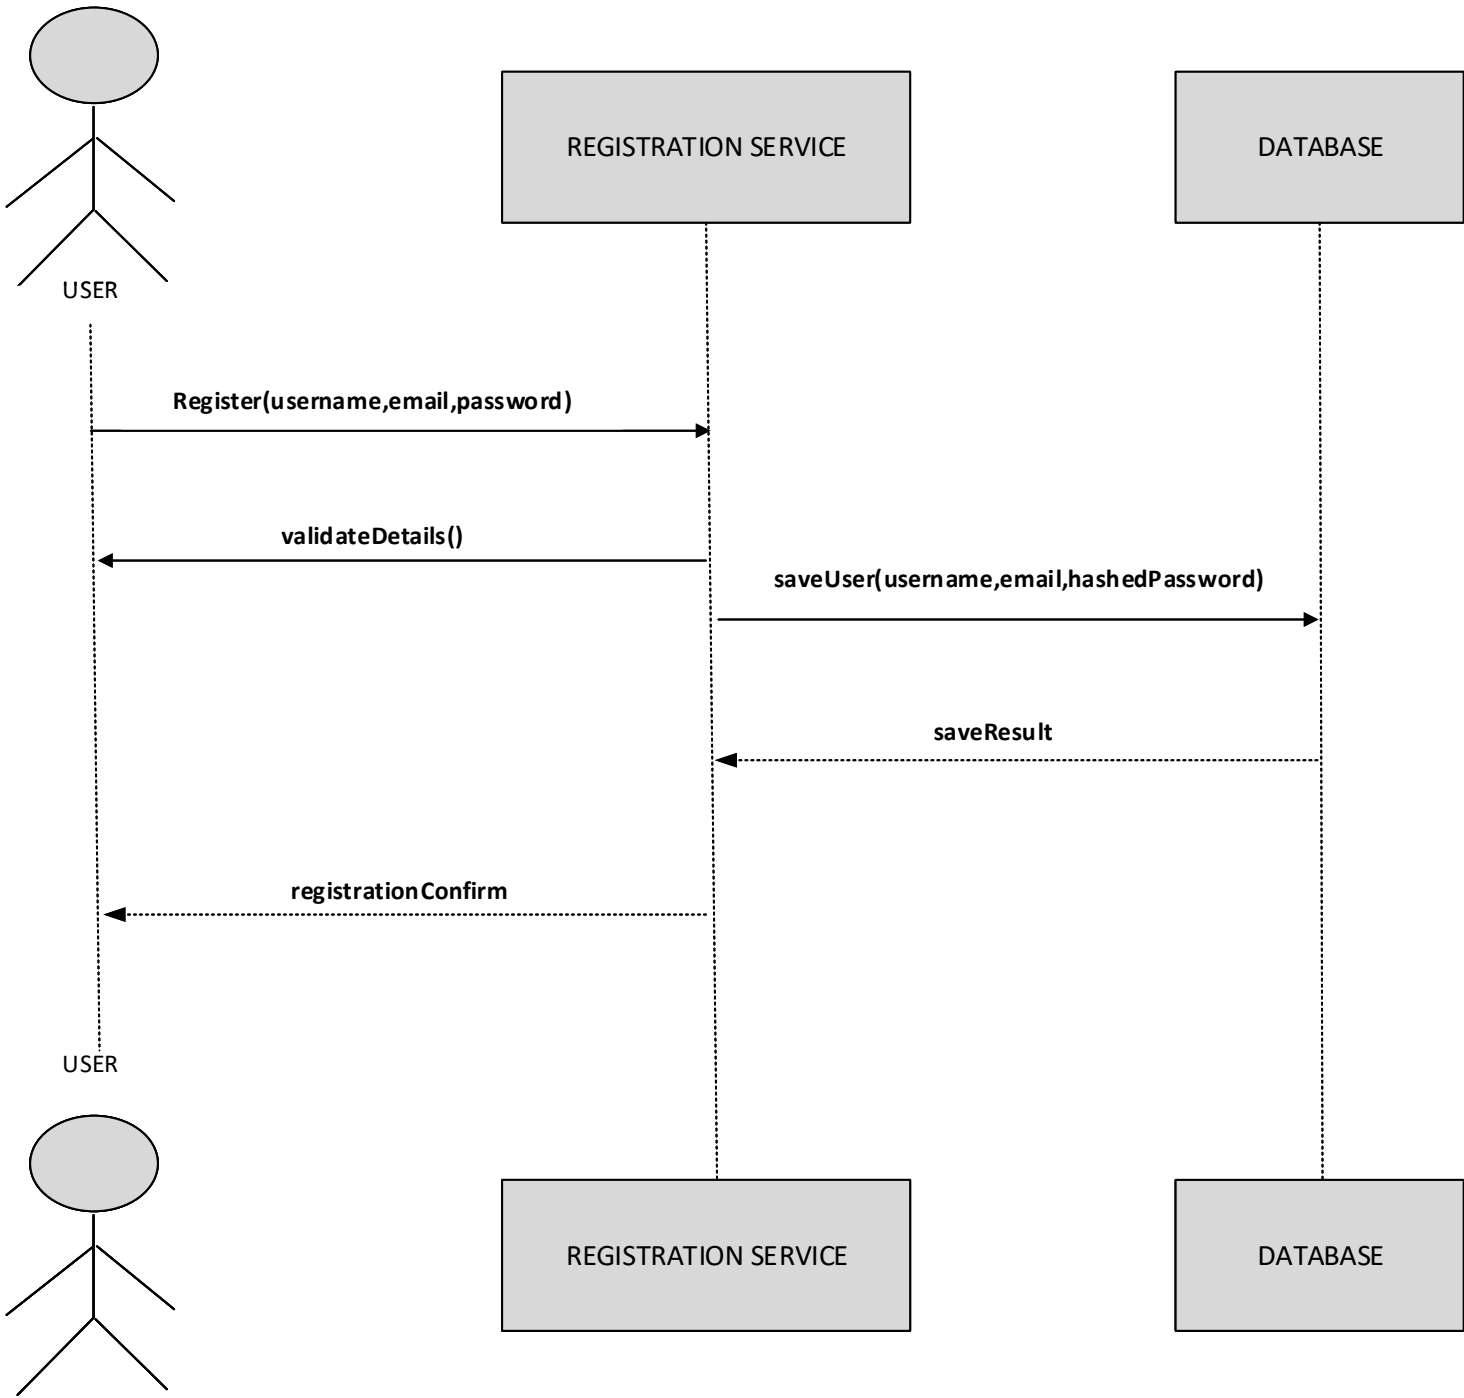 REGISTRATION SERVICE
DATABASE
USER
Register(username,email,password)
validateDetails()
saveUser(username,email,hashedPassword)
saveResult
registrationConfirm
USER
REGISTRATION SERVICE
DATABASE